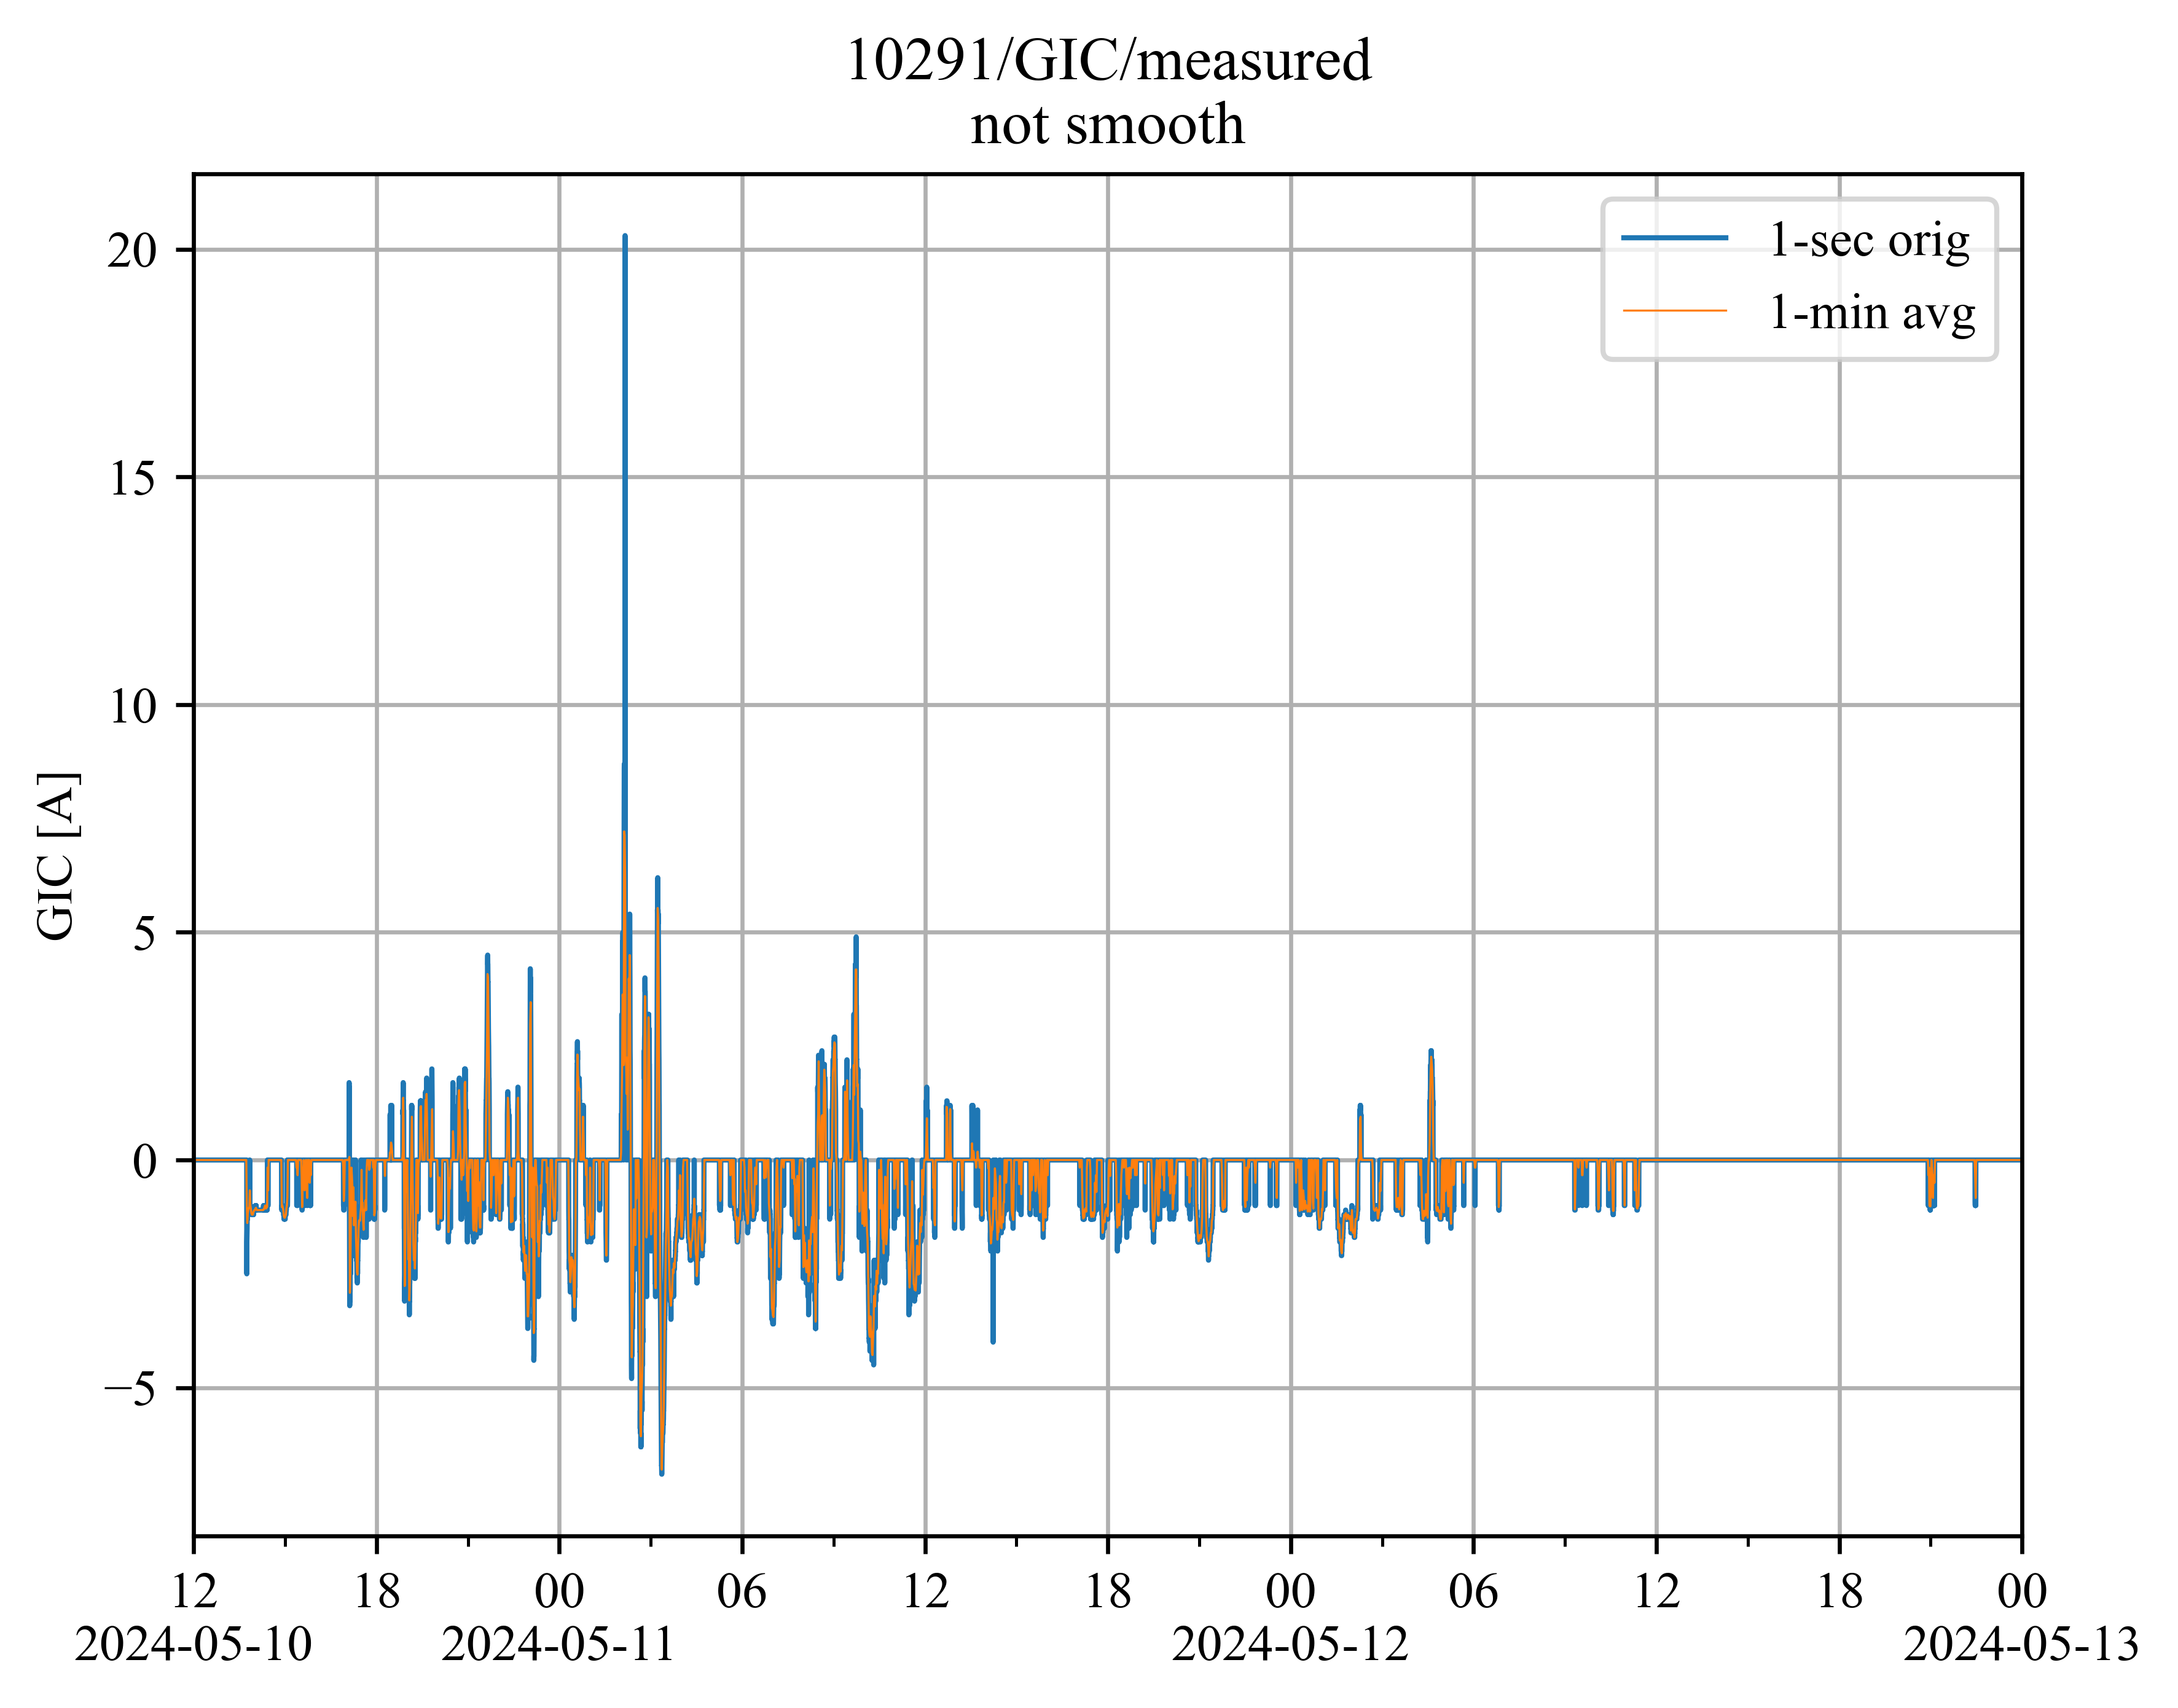 10291/GIC/measured
not smooth
1-sec orig
1-min avg
GIC [A]
20
15
10
5
0
−5
12 18 00 06 12 18 00 06 12 18 00
2024-05-10 2024-05-11 2024-05-12 2024-05-13